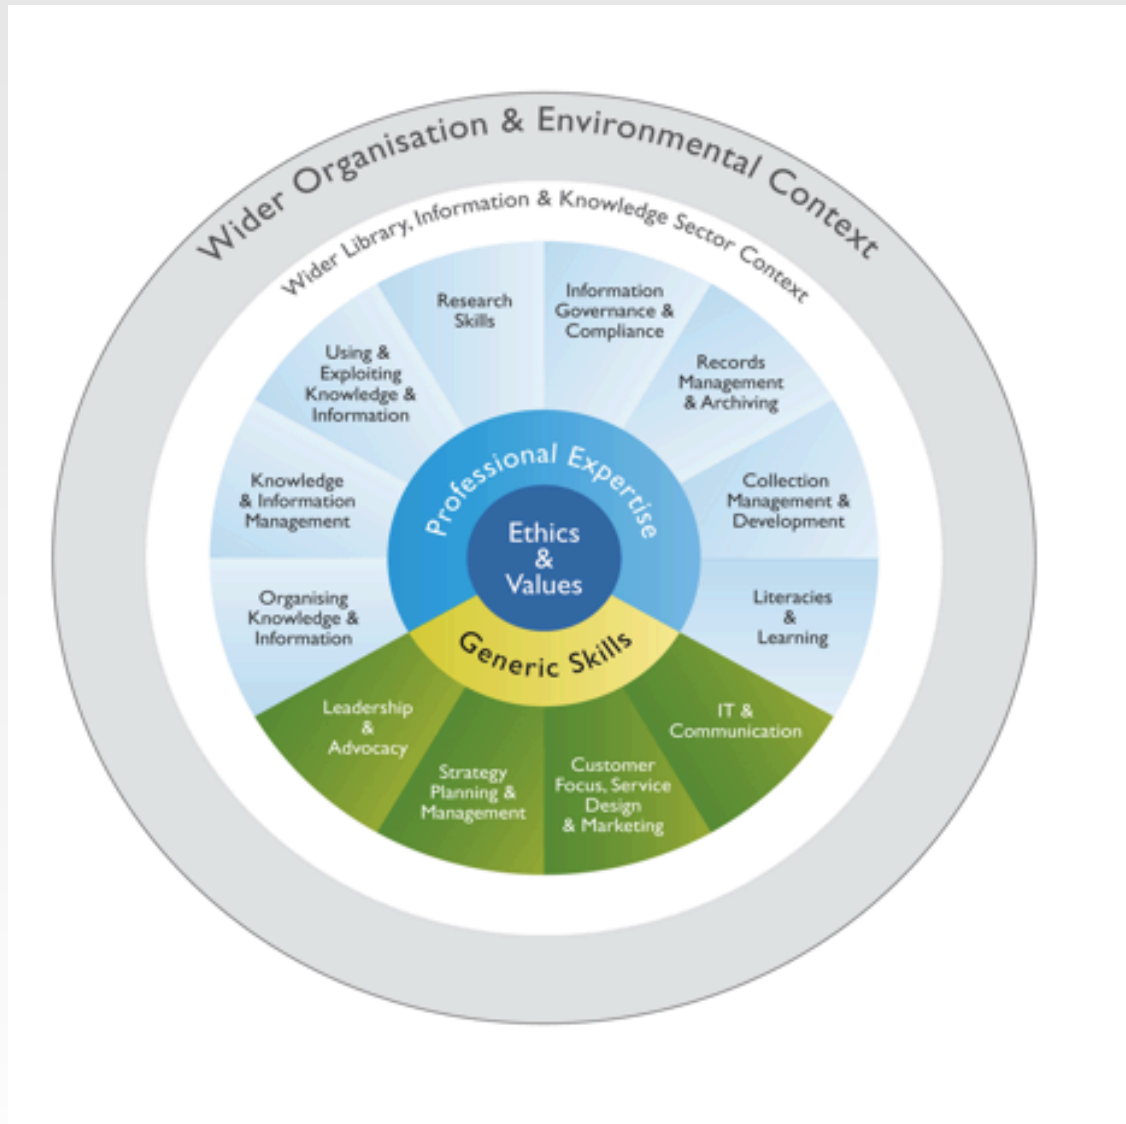 Wider Organisation & Environmental Context
Wider Library, Information & Knowledge Sector Context
Research
Skills
Information
Governance &
Compliance
Using &
Exploiting
Knowledge &
Information
Records
Management
& Archiving
Knowledge
& Information
Management
Collection
Management &
Development
Professional Expertise
Ethics
&
Values
Organising
Knowledge &
Information
Literacies
&
Learning
Generic Skills
Leadership
&
Advocacy
Strategy
Planning &
Management
Customer
Focus, Service
Design
& Marketing
IT &
Communication